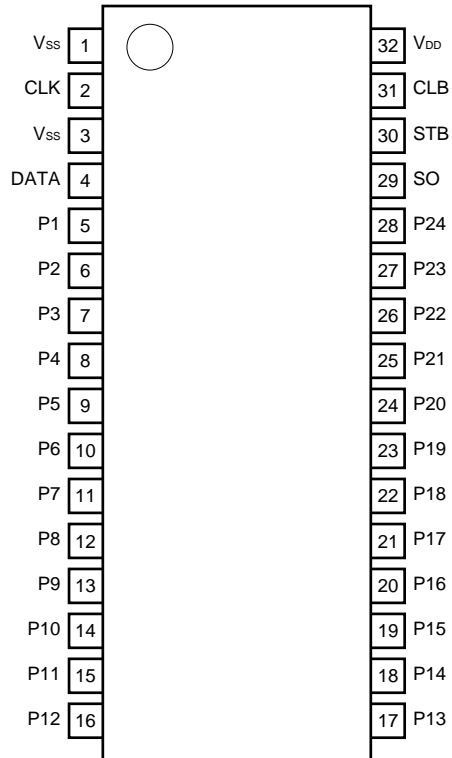 Vss 1 32 VDD
CLK 2 31 CLB
Vss 3 30 STB
DATA 4 29 SO
P1 5 28 P24
P2 6 27 P23
P3 7 26 P22
P4 8 25 P21
P5 9 24 P20
P6 10 23 P19
P7 11 22 P18
P8 12 21 P17
P9 13 20 P16
P10 14 19 P15
P11 15 18 P14
P12 16 17 P13